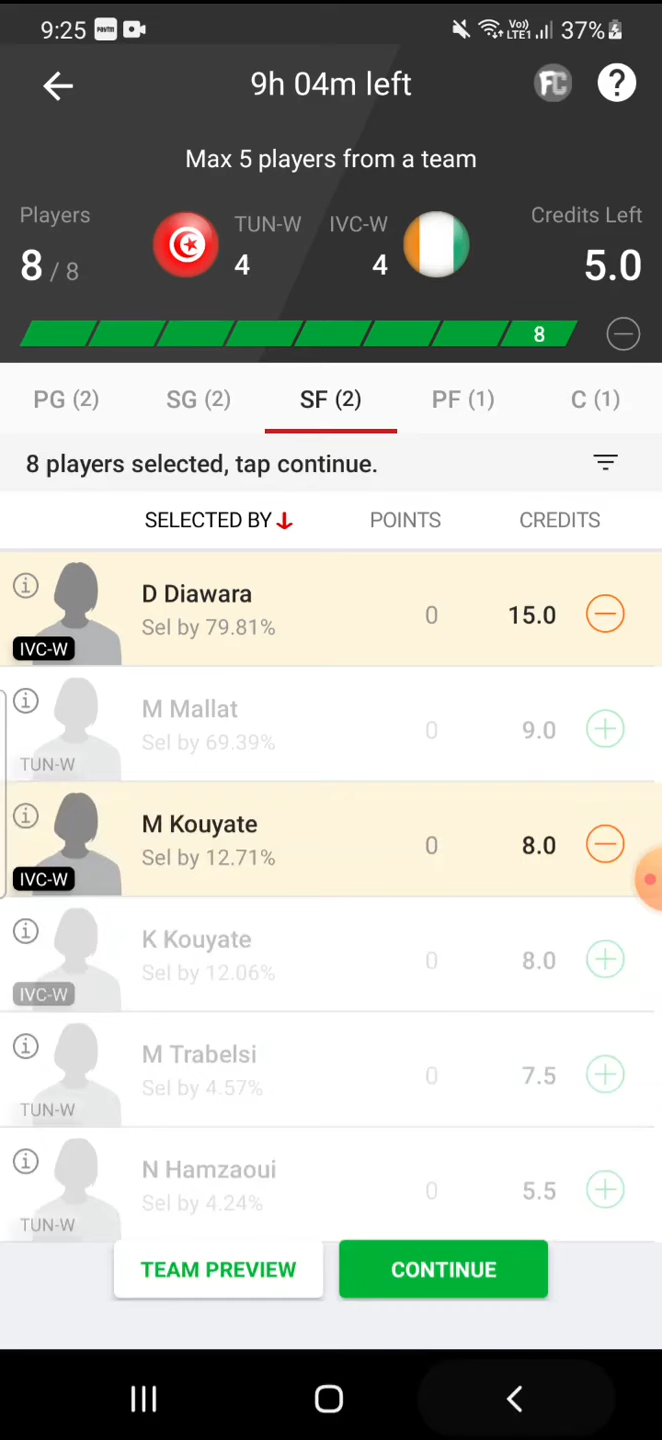 9:25 paytm Vo) LTE1 37%
9h 04m left FC ?
Max 5 players from a team
Players TUN-W IVC-W Credits Left
8 / 8 4 4 5.0
8
PG (2) SG (2) SF (2) PF (1) C (1)
8 players selected, tap continue.
SELECTED BY POINTS CREDITS
D Diawara
Sel by 79.81% 0 15.0
IVC-W
M Mallat
Sel by 69.39% 0 9.0
TUN-W
M Kouyate
Sel by 12.71% 0 8.0
IVC-W
K Kouyate
Sel by 12.06% 0 8.0
IVC-W
M Trabelsi
Sel by 4.57% 0 7.5
TUN-W
N Hamzaoui
Sel by 4.24% 0 5.5
TUN-W
TEAM PREVIEW CONTINUE